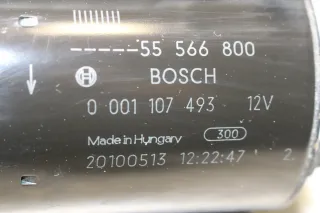 -----55 566 800
BOSCH
0 001 107 493 12V
Made in Hungary 300
20100513 12:22:47 2.